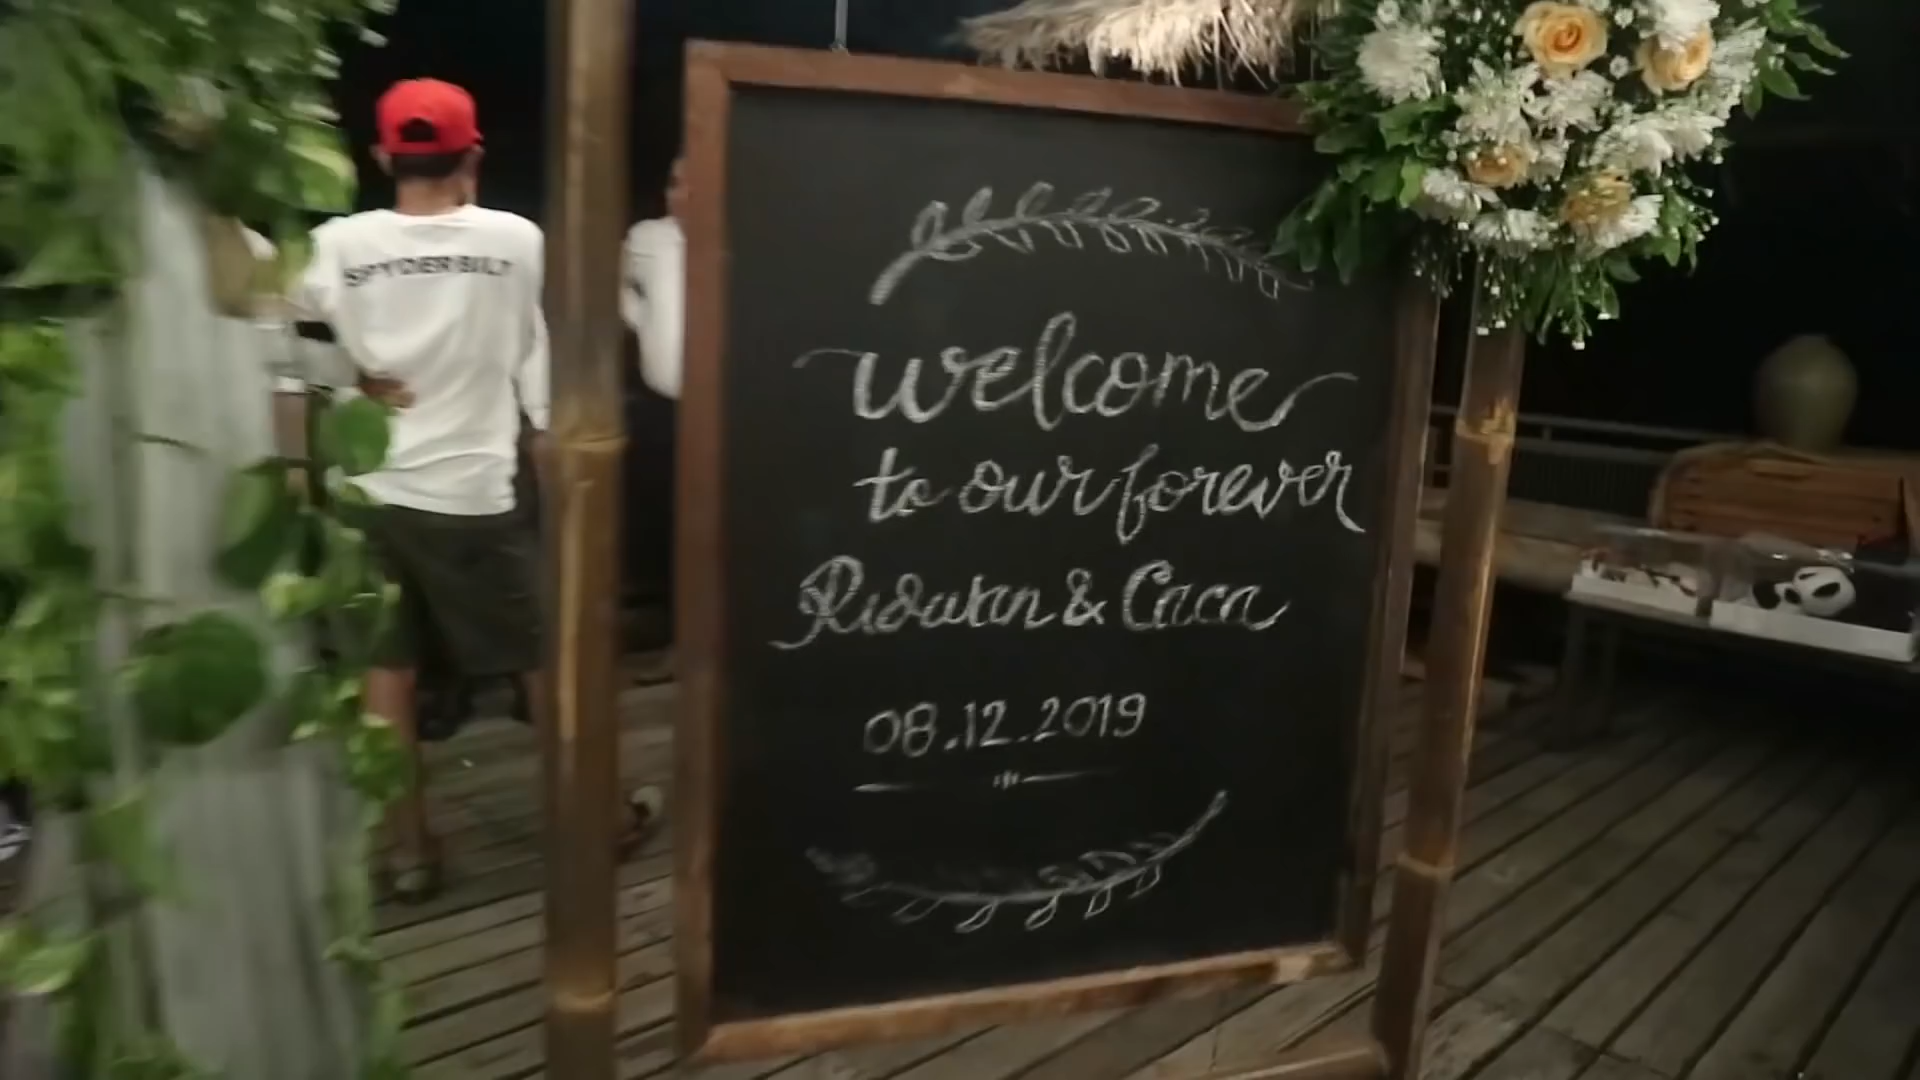 SPYDERBILT
welcome
to our forever
Ridwan & Caca
08.12.2019